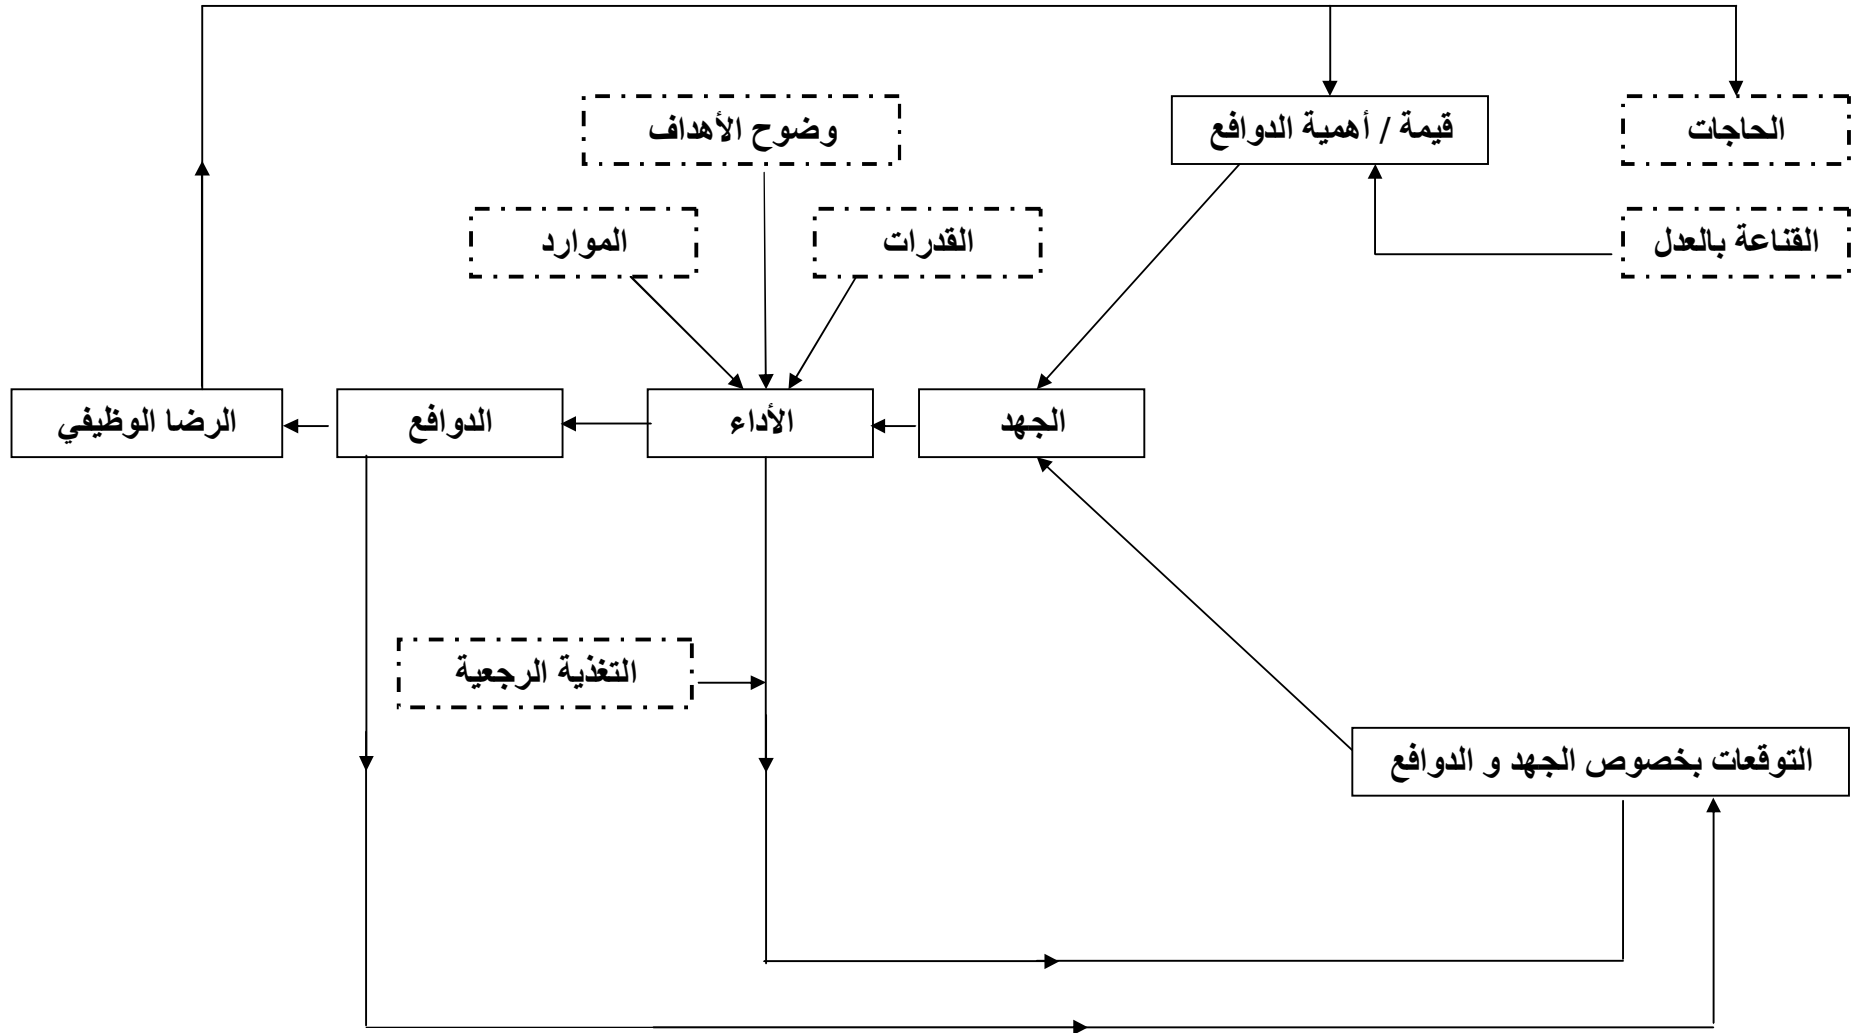 وضوح الأهداف
قيمة / أهمية الدوافع
الحاجات
الموارد
القدرات
القناعة بالعدل
الرضا الوظيفي
الدوافع
الأداء
الجهد
التغذية الرجعية
التوقعات بخصوص الجهد و الدوافع